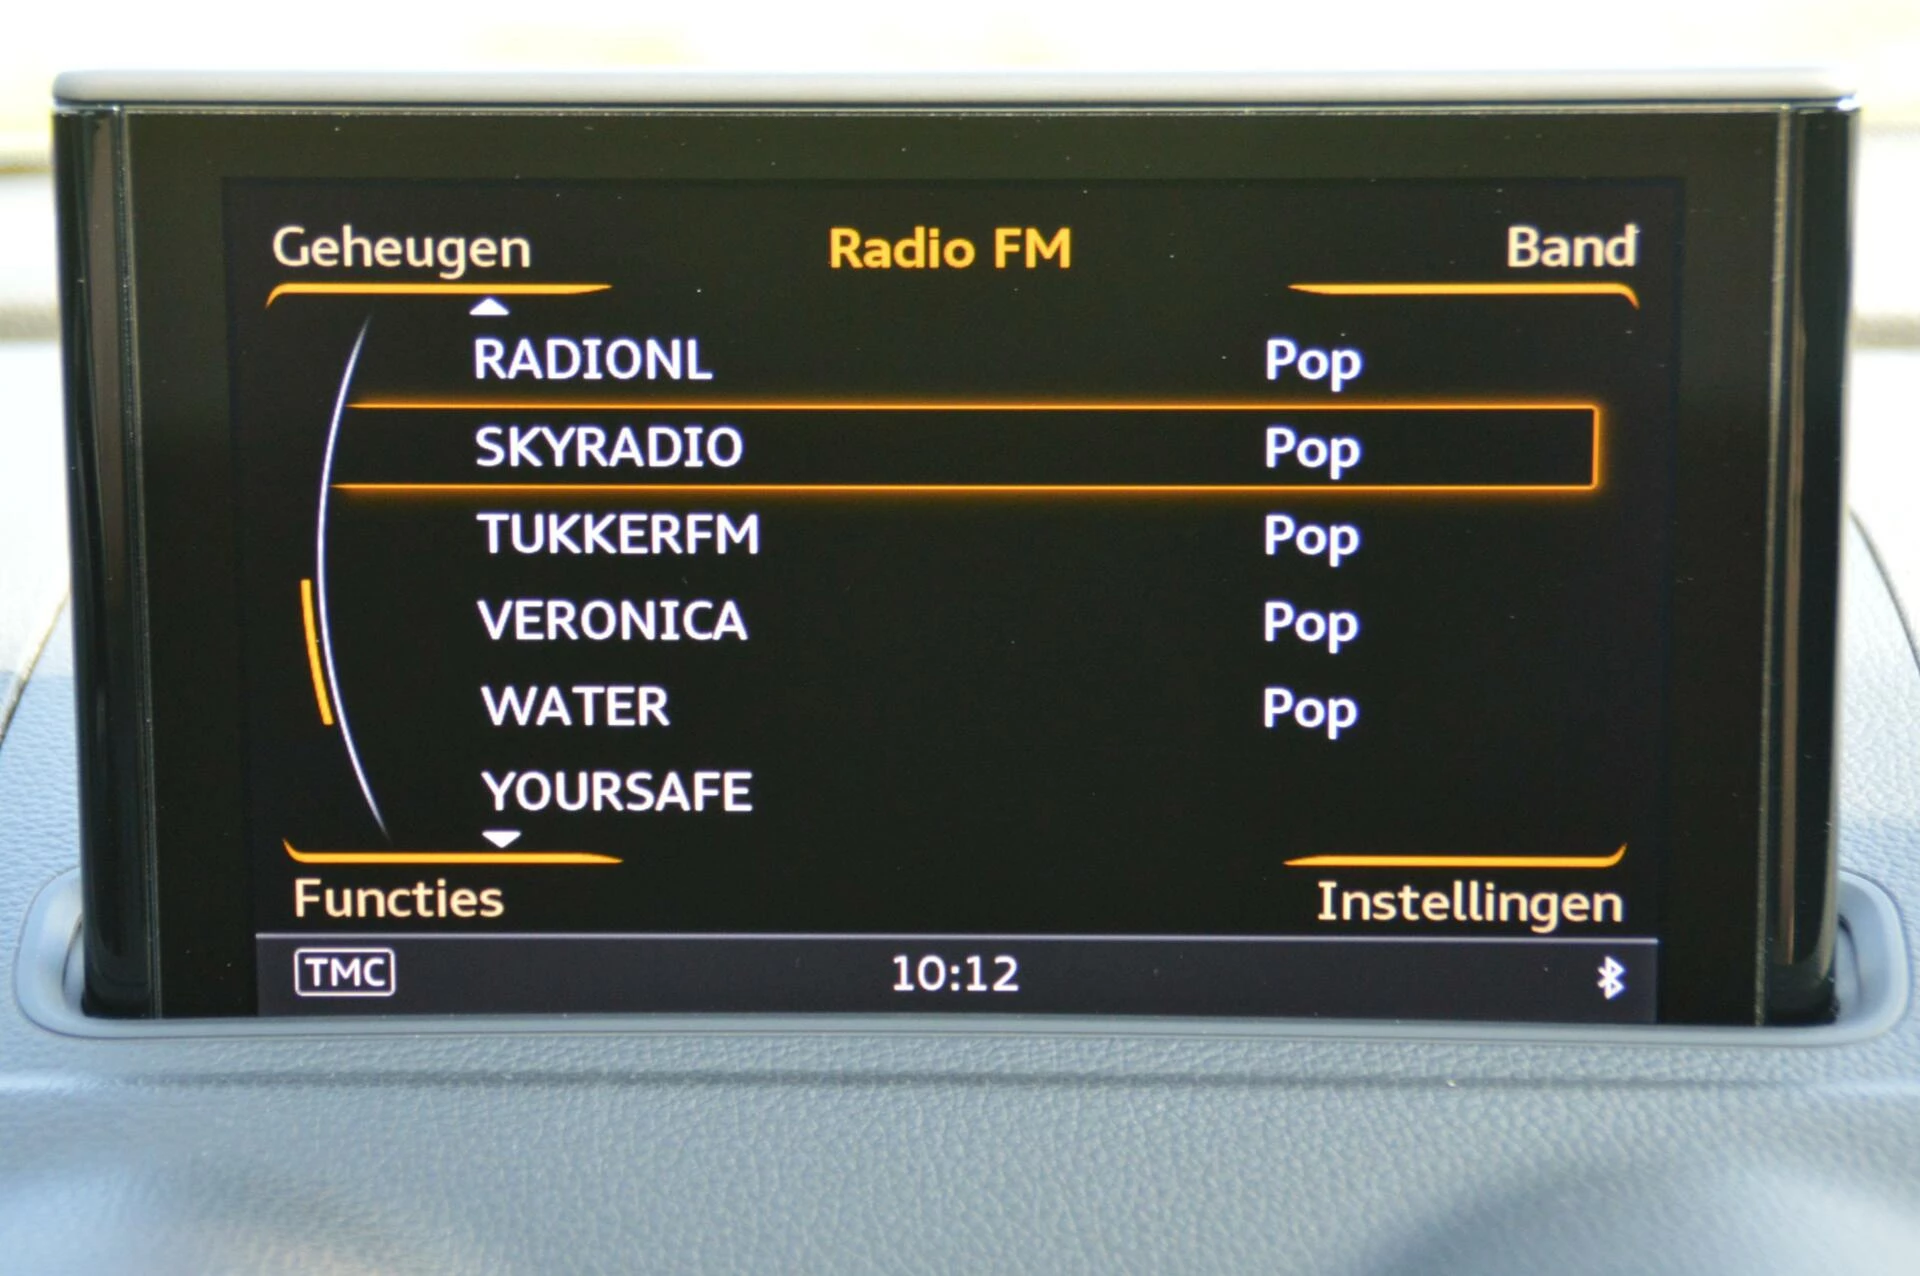 Geheugen Radio FM Band
RADIONL Pop
SKYRADIO Pop
TUKKERFM Pop
VERONICA Pop
WATER Pop
YOURSAFE
Functies Instellingen
TMC 10:12